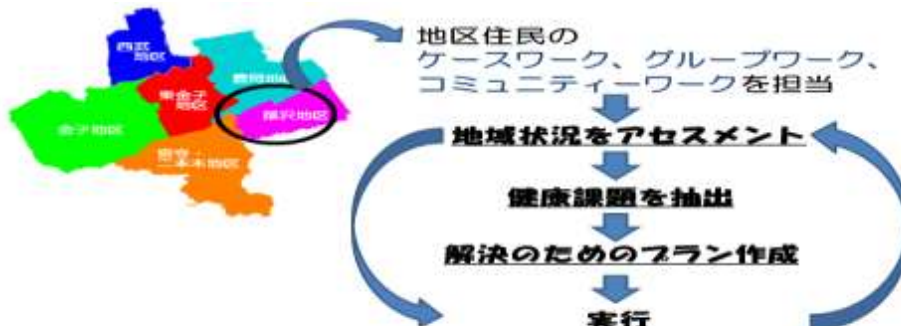 西武
地区
豊岡地区
東金子
地区
藤沢地区
金子地区
宮寺・
二本木地区
地区住民の
ケースワーク、グループワーク、
コミュニティーワークを担当
地域状況をアセスメント
健康課題を抽出
解決のためのプラン作成
実行